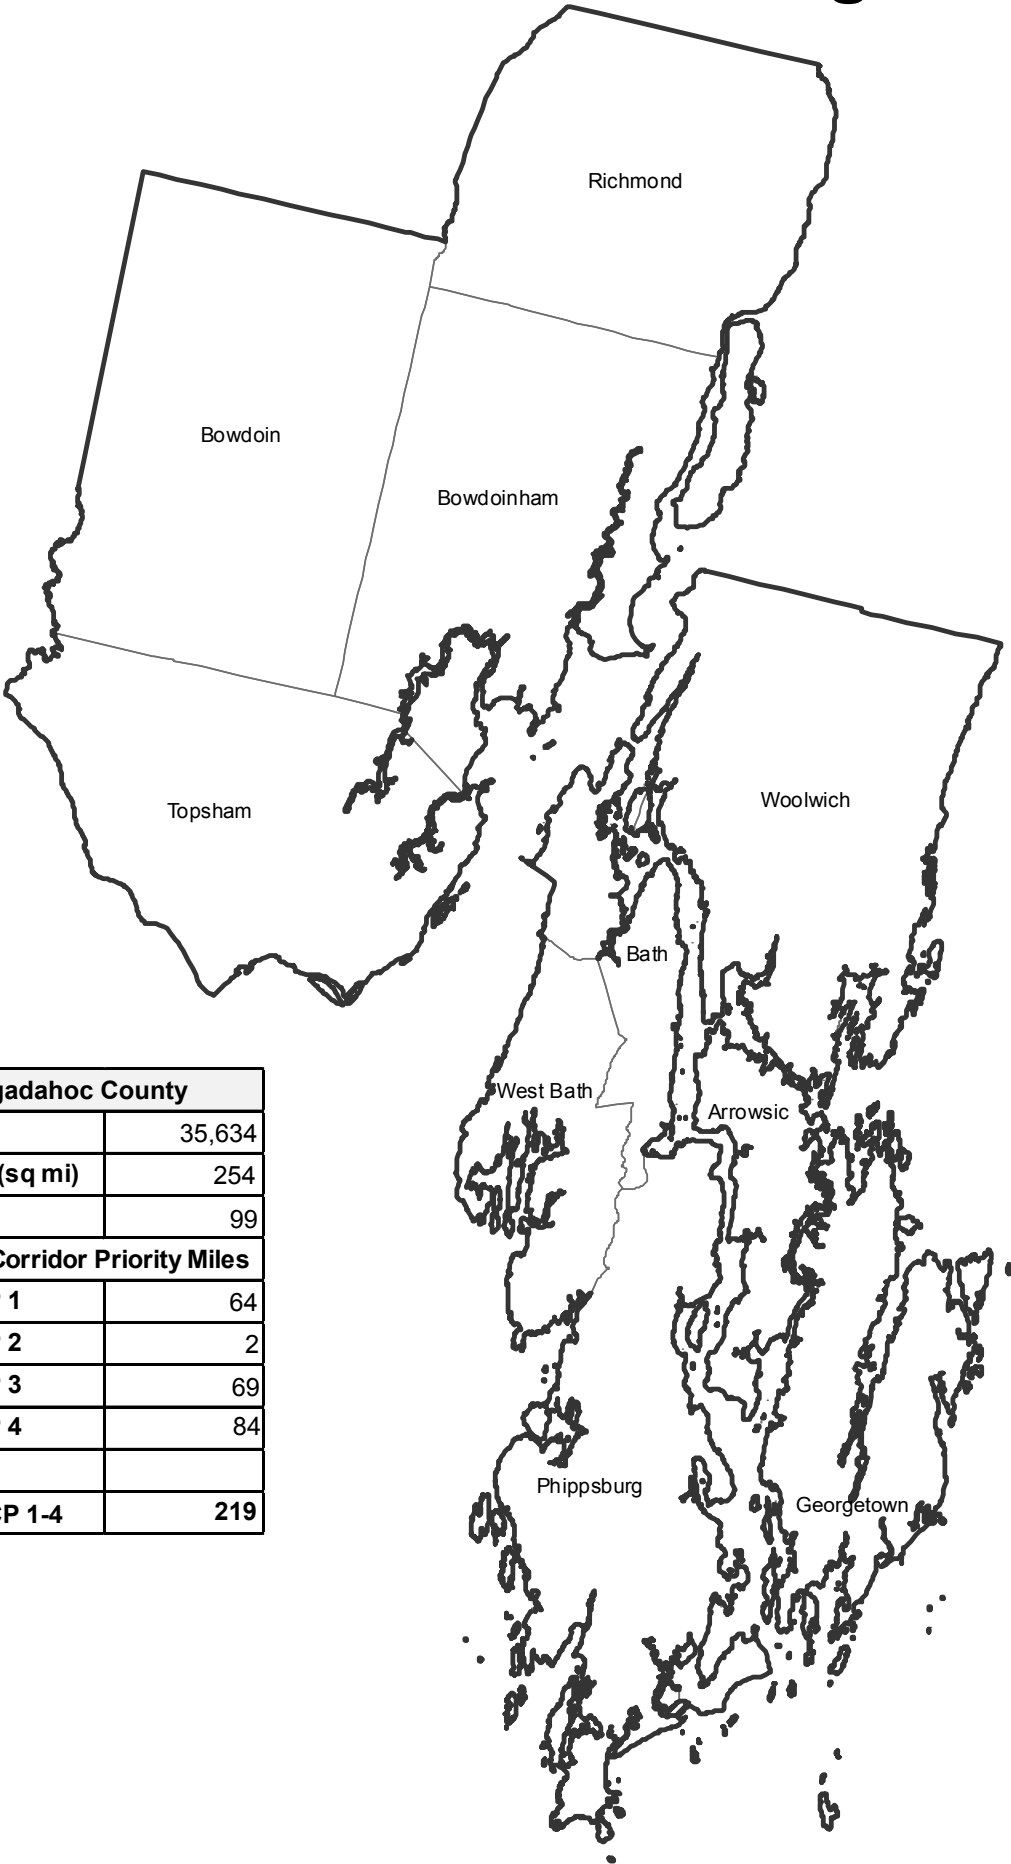 Richmond
Bowdoin
Bowdoinham
Woolwich
Topsham
Bath
West Bath
Arrowsic
gadahoc County
35,634
(sq mi) 254
99
Corridor Priority Miles
1 64
2 2
3 69
4 84
P 1-4 219
Phippsburg
Georgetown